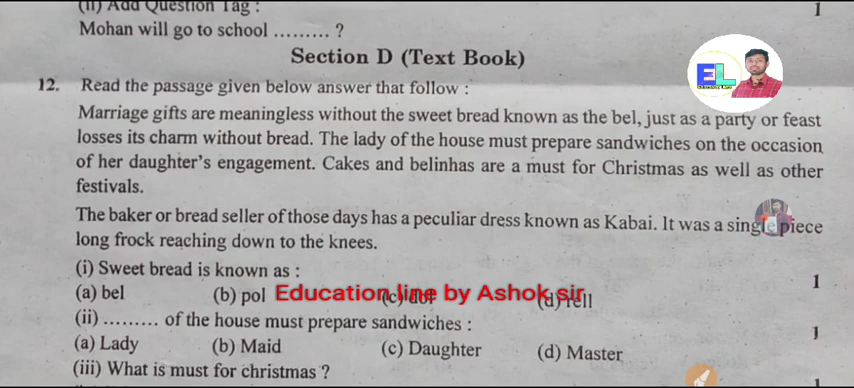 (ii) Add Question Tag : 1
Mohan will go to school ......... ?
Section D (Text Book)
EL
12. Read the passage given below answer that follow :
Marriage gifts are meaningless without the sweet bread known as the bel, just as a party or feast
losses its charm without bread. The lady of the house must prepare sandwiches on the occasion
of her daughter's engagement. Cakes and belinhas are a must for Christmas as well as other
festivals.
The baker or bread seller of those days has a peculiar dress known as Kabai. It was a single piece
long frock reaching down to the knees.
(i) Sweet bread is known as : 1
(a) bel (b) pol (c) (d)
Education line by Ashok sir
(ii) ......... of the house must prepare sandwiches : 1
(a) Lady (b) Maid (c) Daughter (d) Master
(iii) What is must for christmas ? 1